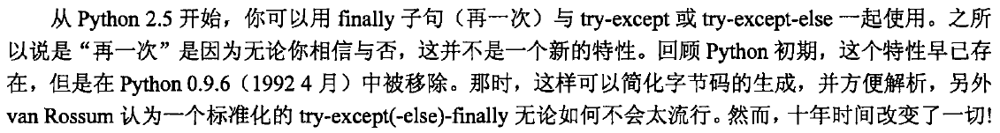 从 Python 2.5 开始，你可以用 finally 子句（再一次）与 try-except 或 try-except-else 一起使用。之所
以说是“再一次”是因为无论你相信与否，这并不是一个新的特性。回顾 Python 初期，这个特性早已存
在，但是在 Python 0.9.6（1992 4 月）中被移除。那时，这样可以简化字节码的生成，并方便解析，另外
van Rossum 认为一个标准化的 try-except(-else)-finally 无论如何不会太流行。然而，十年时间改变了一切!